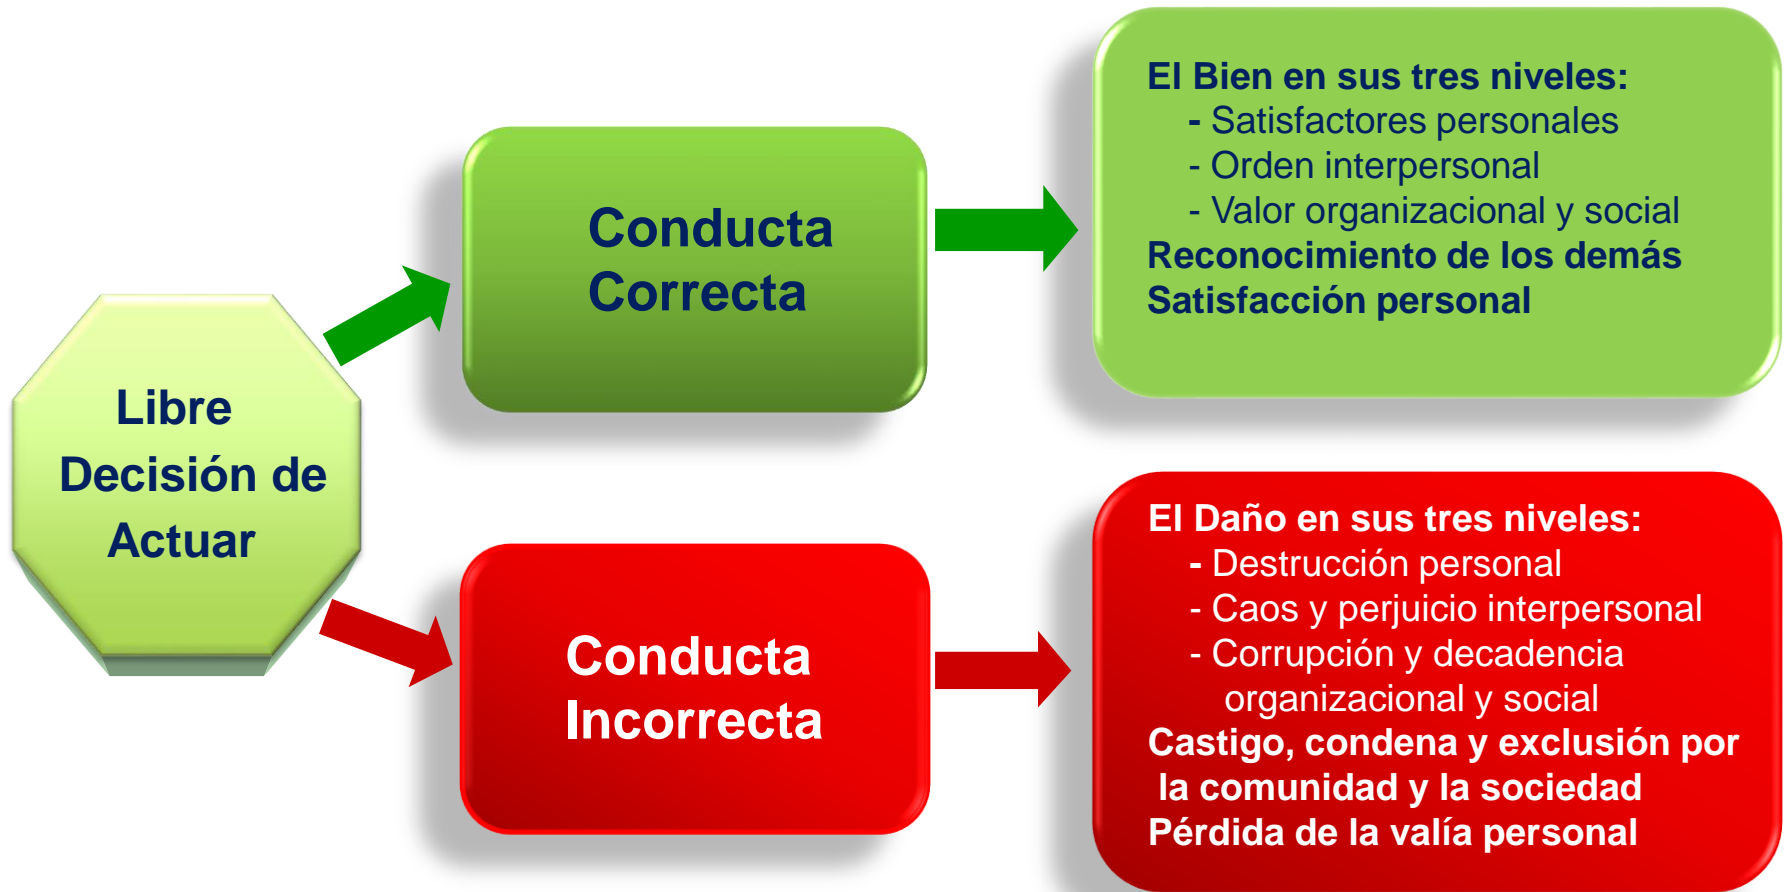 Libre
Decisión de
Actuar
Conducta
Correcta
El Bien en sus tres niveles:
- Satisfactores personales
- Orden interpersonal
- Valor organizacional y social
Reconocimiento de los demás
Satisfacción personal
Conducta
Incorrecta
El Daño en sus tres niveles:
- Destrucción personal
- Caos y perjuicio interpersonal
- Corrupción y decadencia
organizacional y social
Castigo, condena y exclusión por
la comunidad y la sociedad
Pérdida de la valía personal